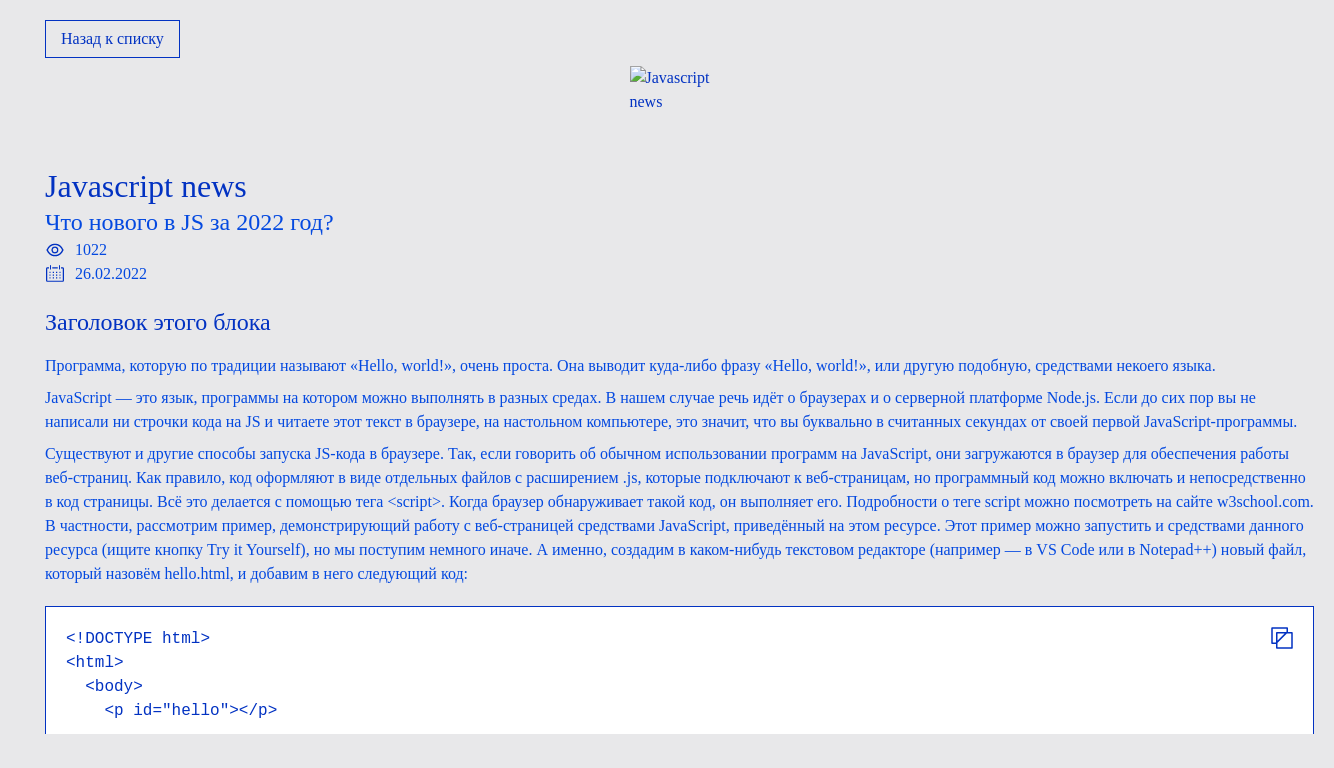 Назад к списку
Javascript
news
Javascript news
Что нового в JS за 2022 год?
1022
26.02.2022
Заголовок этого блока
Программа, которую по традиции называют «Hello, world!», очень проста. Она выводит куда-либо фразу «Hello, world!», или другую подобную, средствами некоего языка.
JavaScript — это язык, программы на котором можно выполнять в разных средах. В нашем случае речь идёт о браузерах и о серверной платформе Node.js. Если до сих пор вы не
написали ни строчки кода на JS и читаете этот текст в браузере, на настольном компьютере, это значит, что вы буквально в считанных секундах от своей первой JavaScript-программы.
Существуют и другие способы запуска JS-кода в браузере. Так, если говорить об обычном использовании программ на JavaScript, они загружаются в браузер для обеспечения работы
веб-страниц. Как правило, код оформляют в виде отдельных файлов с расширением .js, которые подключают к веб-страницам, но программный код можно включать и непосредственно
в код страницы. Всё это делается с помощью тега <script>. Когда браузер обнаруживает такой код, он выполняет его. Подробности о теге script можно посмотреть на сайте w3school.com.
В частности, рассмотрим пример, демонстрирующий работу с веб-страницей средствами JavaScript, приведённый на этом ресурсе. Этот пример можно запустить и средствами данного
ресурса (ищите кнопку Try it Yourself), но мы поступим немного иначе. А именно, создадим в каком-нибудь текстовом редакторе (например — в VS Code или в Notepad++) новый файл,
который назовём hello.html, и добавим в него следующий код:
<!DOCTYPE html>
<html>
  <body>
    <p id="hello"></p>